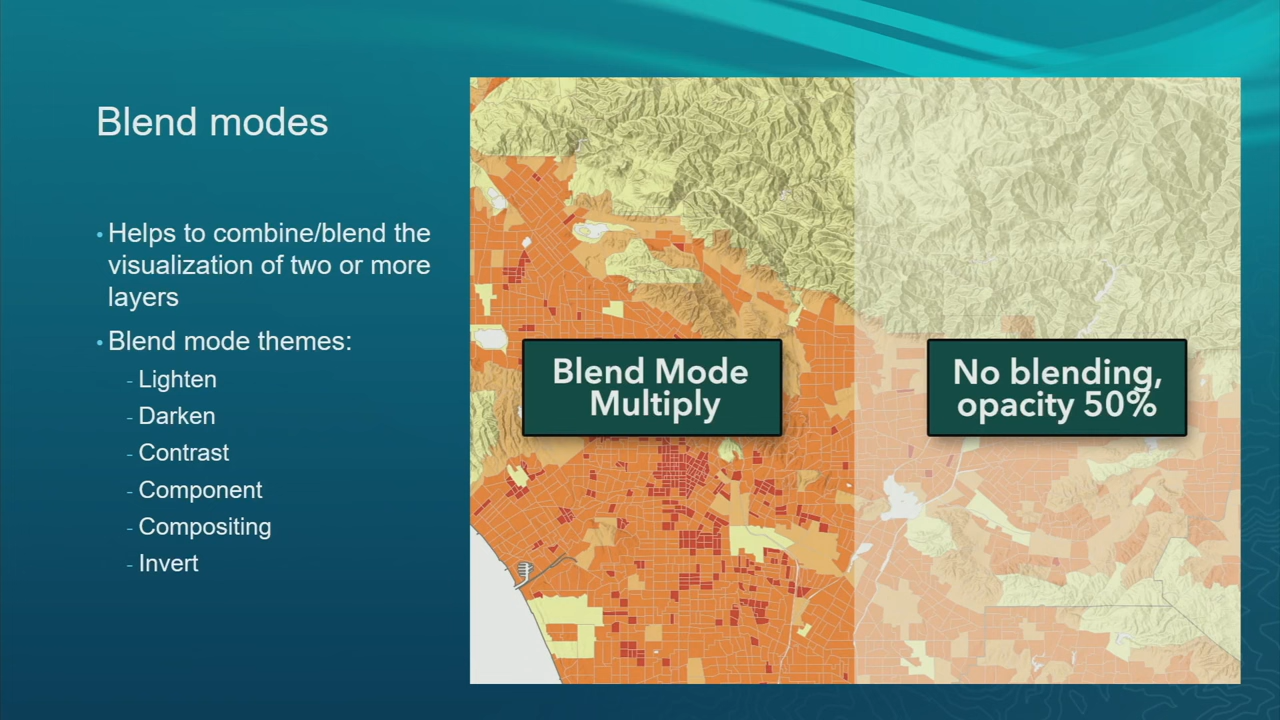 Blend modes
• Helps to combine/blend the
visualization of two or more
layers
• Blend mode themes:
- Lighten
- Darken
- Contrast
- Component
- Compositing
- Invert
Blend Mode
Multiply
No blending,
opacity 50%